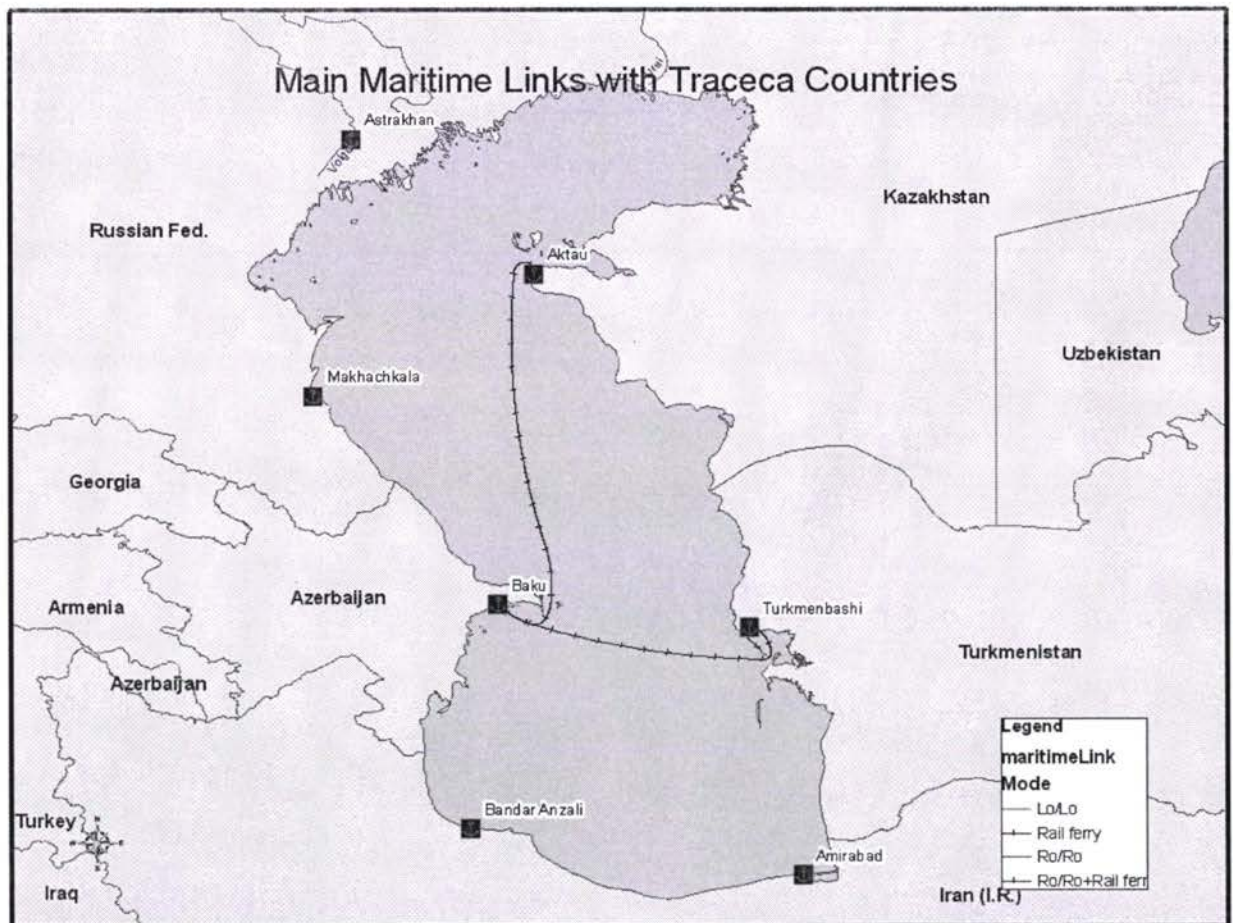 Main Maritime Links with Traceca Countries
Astrakhan
Kazakhstan
Russian Fed.
Aktau
Uzbekistan
Makhachkala
Georgia
Baku
Azerbaijan
Armenia
Turkmenbashi
Turkmenistan
Azerbaijan
Legend
maritimeLink
Mode
Lo/Lo
Rail ferry
Ro/Ro
Ro/Ro+Rail ferr
Bandar Anzali
Turkey
Amirabad
Iraq
Iran (I.R.)